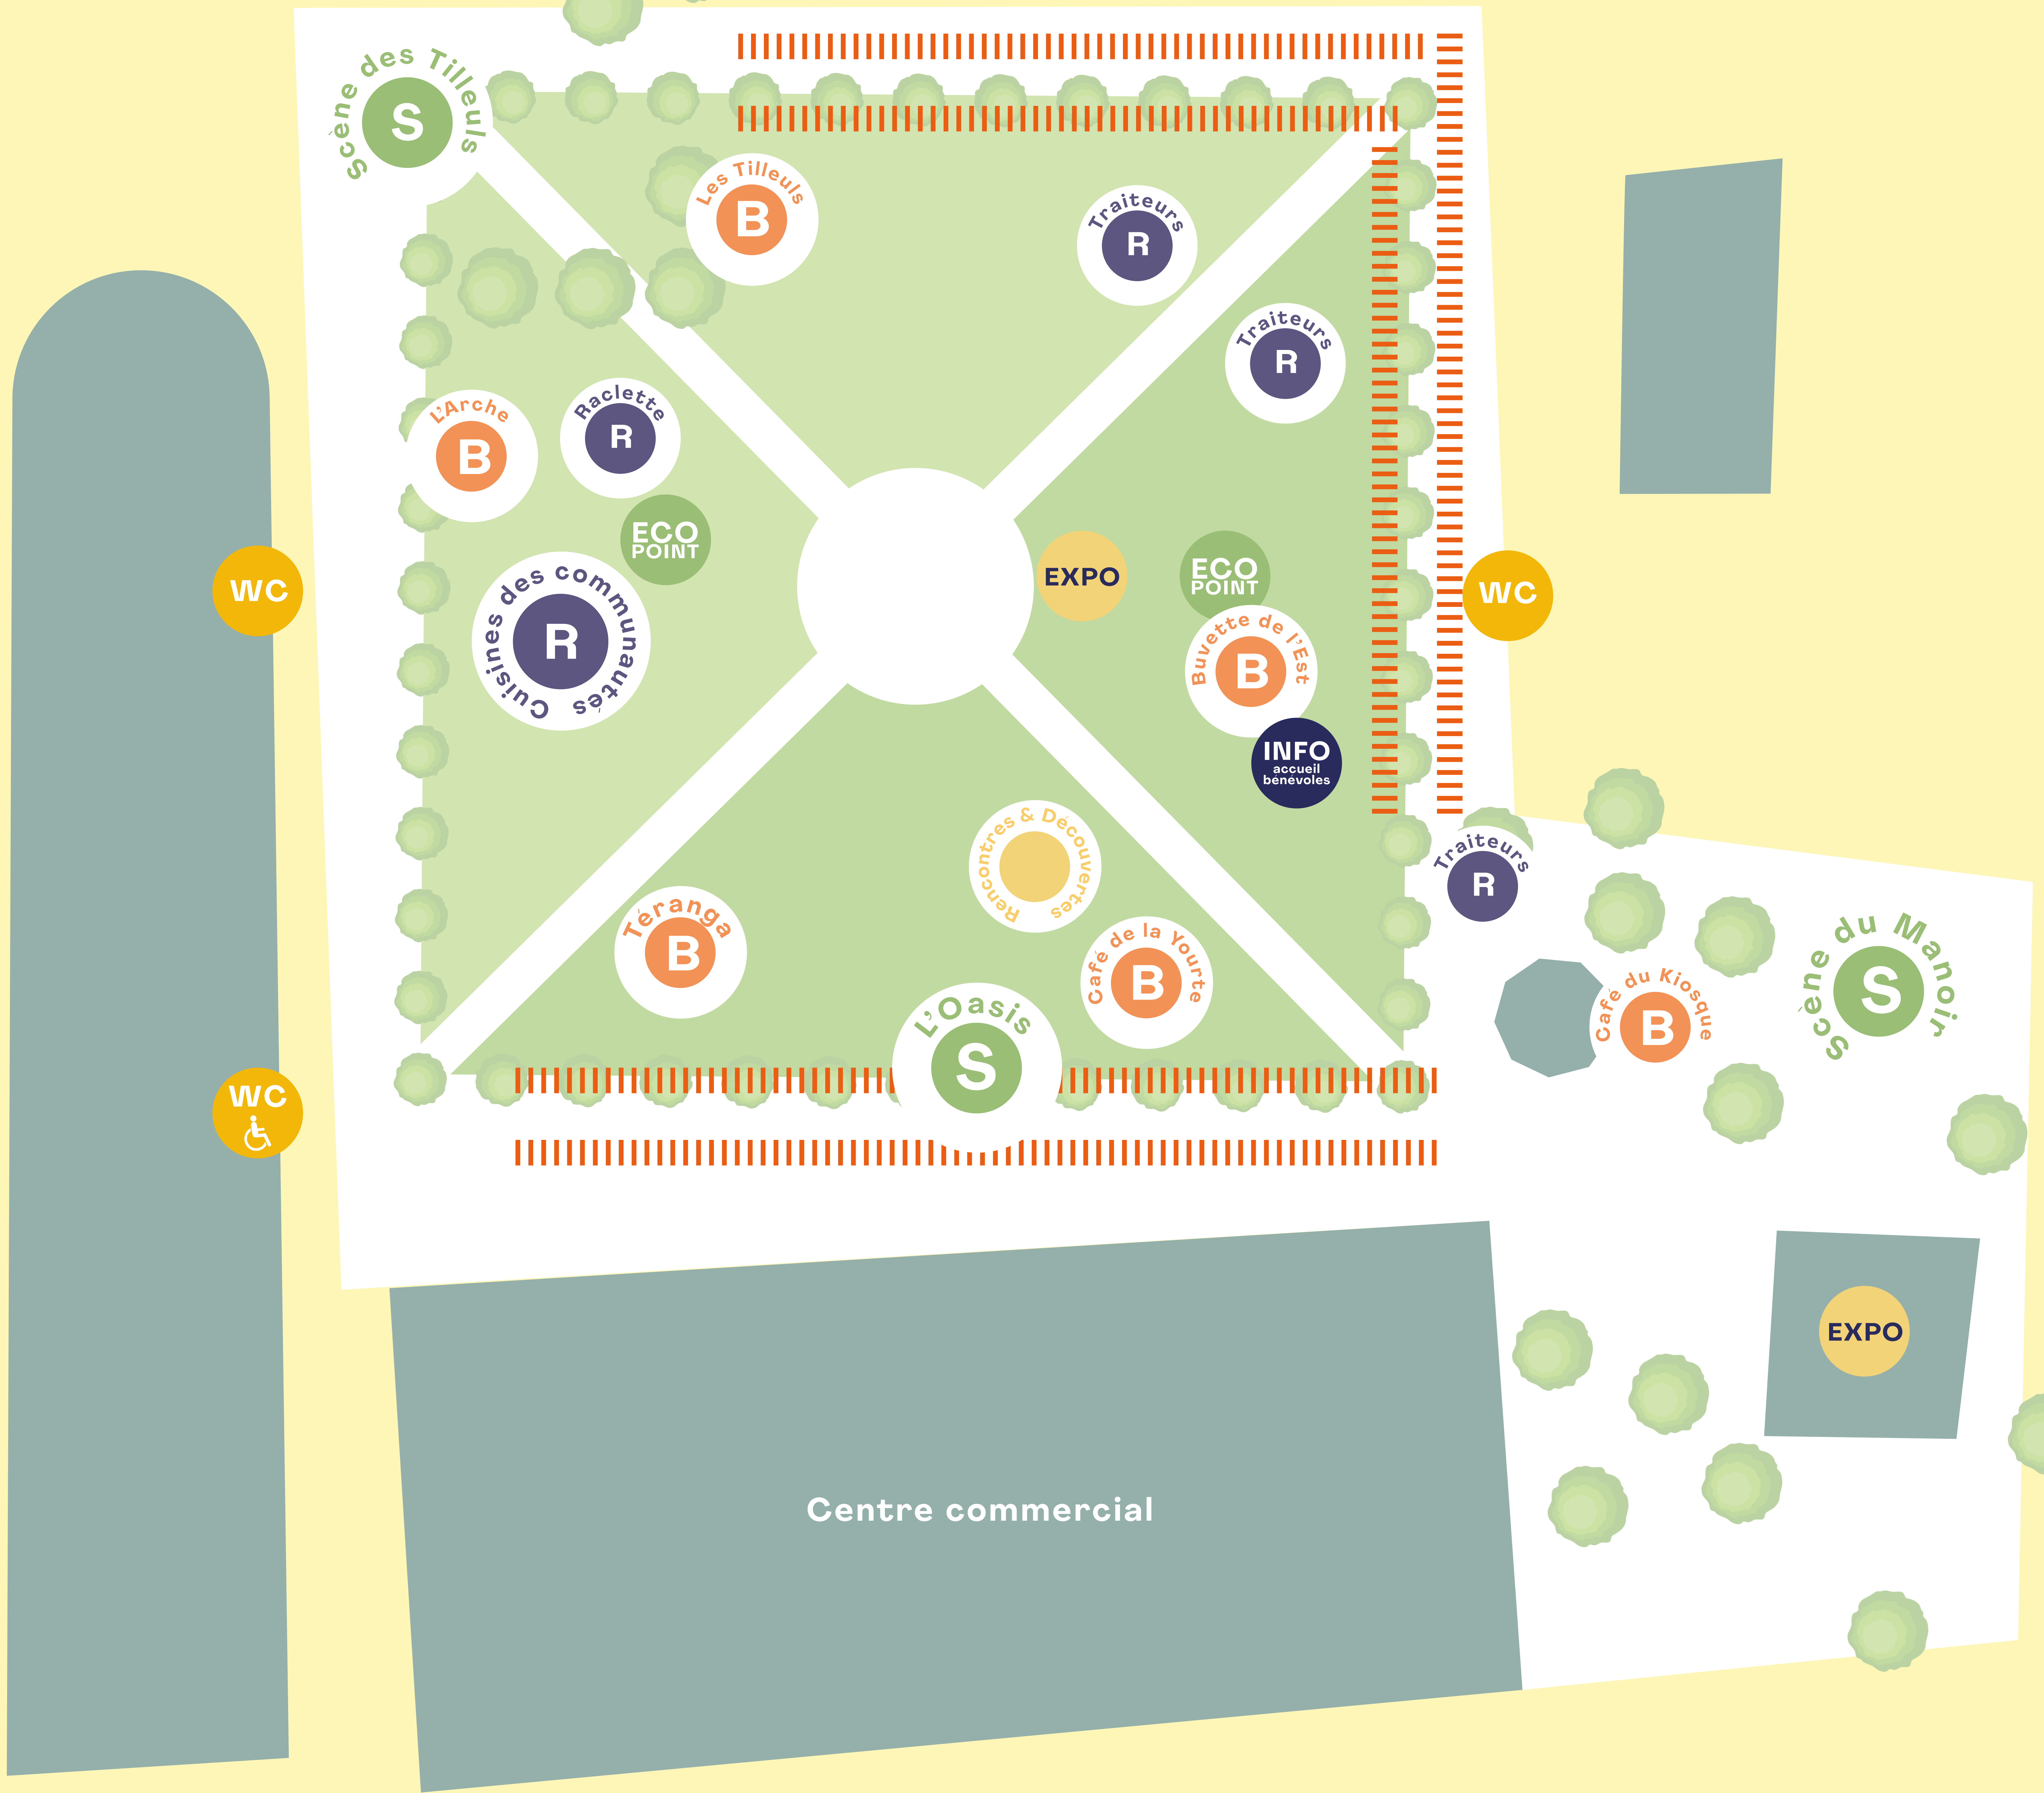 Scène des Tilleuls
S
Les Tilleuls
B
Traiteurs
R
Traiteurs
R
L'Arche
B
Raclette
R
ECO
POINT
WC
Cuisines des communautés
R
EXPO
ECO
POINT
WC
Buvette de l'Est
B
INFO
accueil
bénévoles
Rencontres & Découvertes
Traiteurs
R
Téranga
B
Café de la Yourte
B
L'Oasis
S
Café du Kiosque
B
Scène du Manoir
S
WC
EXPO
Centre commercial